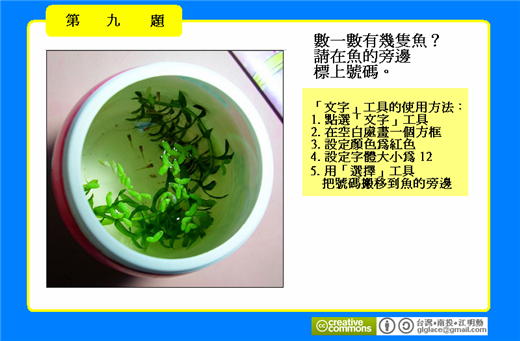 第 九 題
數一數有幾隻魚？
請在魚的旁邊
標上號碼。
「文字」工具的使用方法：
1. 點選「文字」工具
2. 在空白處畫一個方框
3. 設定顏色為紅色
4. 設定字體大小為 12
5. 用「選擇」工具
把號碼搬移到魚的旁邊
creative commons
台灣•南投•江明勳
glglace@gmail.com